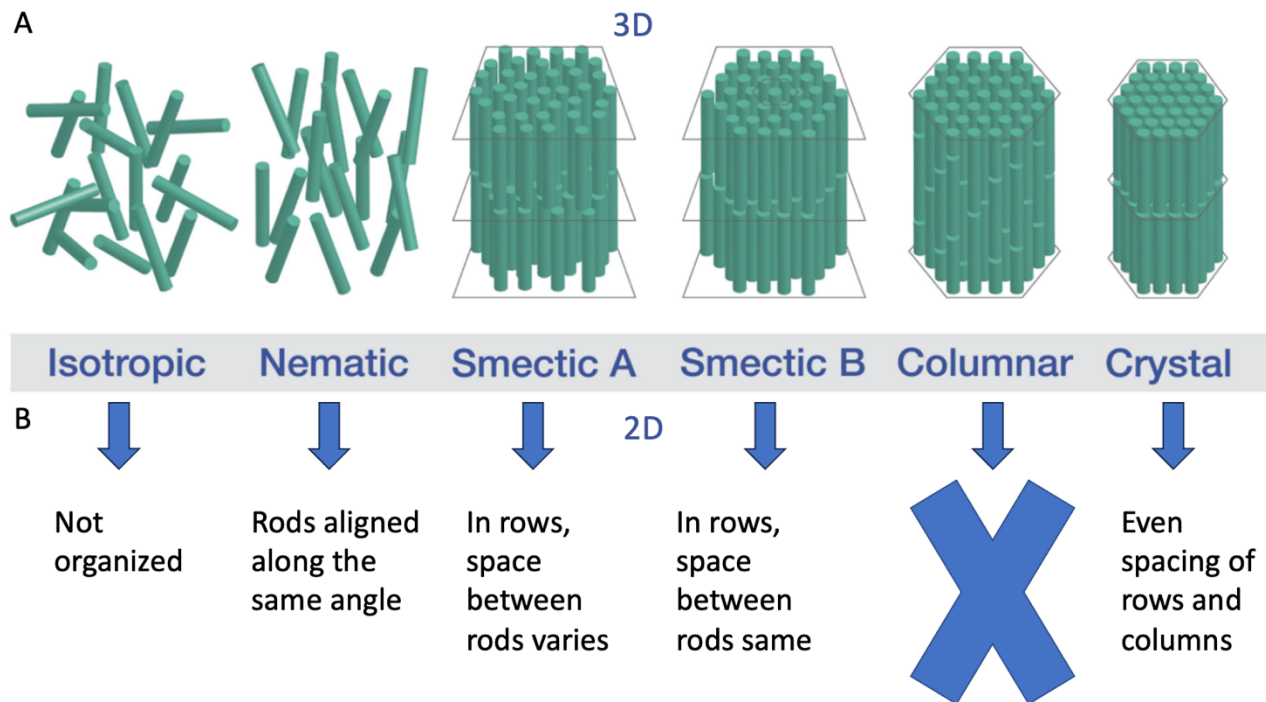 A
3D
Isotropic Nematic Smectic A Smectic B Columnar Crystal
B
2D
Not
organized
Rods aligned
along the
same angle
In rows,
space
between
rods varies
In rows,
space
between
rods same
Even
spacing of
rows and
columns